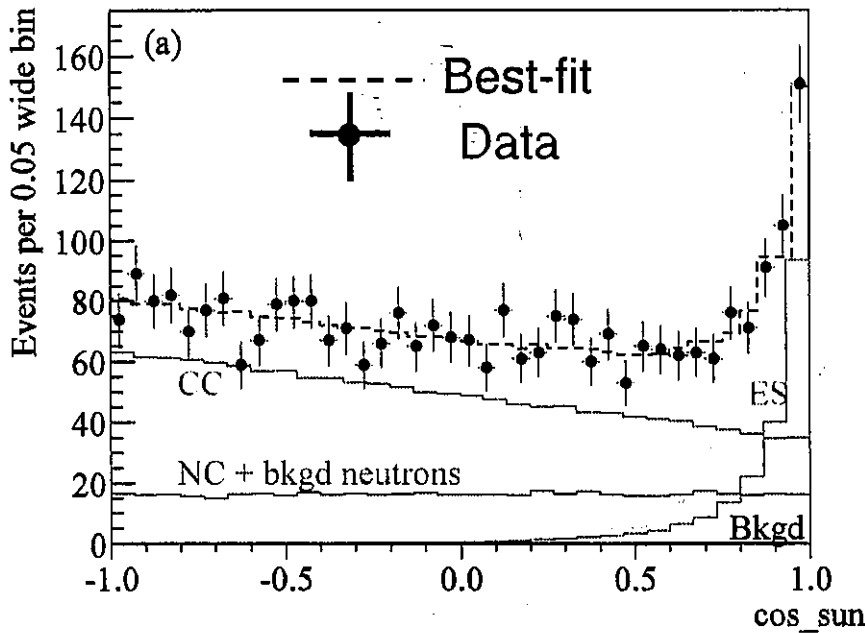 (a)
Events per 0.05 wide bin
160
140
120
100
80
60
40
20
0
Best-fit
Data
CC
ES
NC + bkgd neutrons
Bkgd
-1.0
-0.5
0.0
0.5
1.0
cos_sun